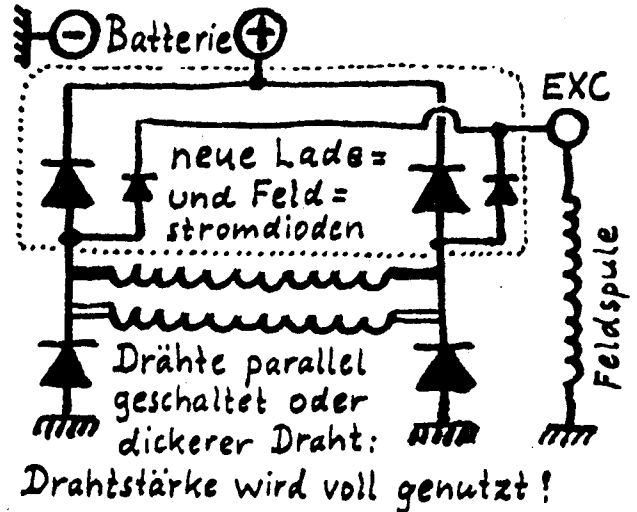 ⊖ Batterie ⊕
EXC
neue Lade=
und Feld=
stromdioden
Feldspule
Drähte parallel
geschaltet oder
dickerer Draht:
Drahtstärke wird voll genutzt!